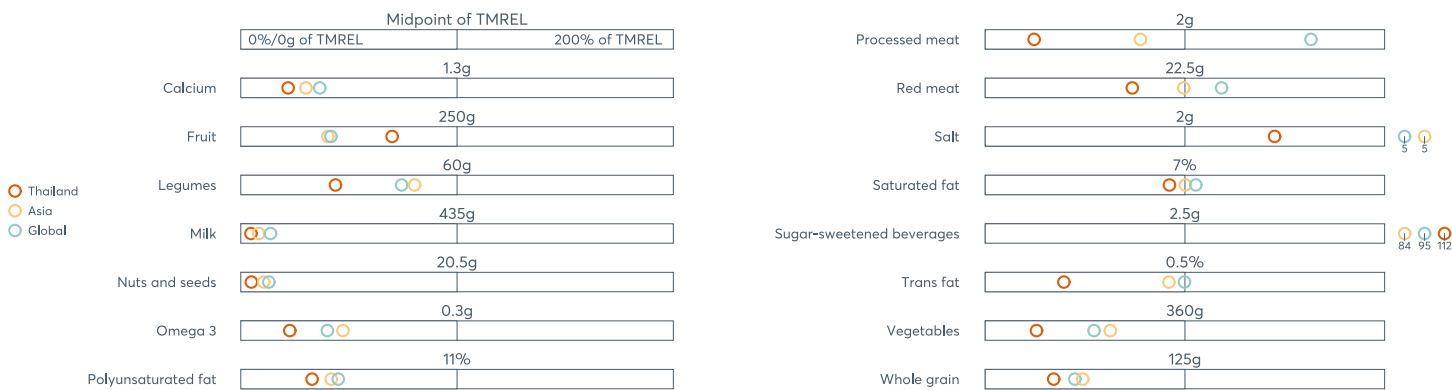 Midpoint of TMREL
0%/0g of TMREL
200% of TMREL
1.3g
Calcium
250g
Fruit
60g
Legumes
435g
Milk
20.5g
Nuts and seeds
0.3g
Omega 3
11%
Polyunsaturated fat
Thailand
Asia
Global
2g
Processed meat
22.5g
Red meat
2g
Salt
5 5
7%
Saturated fat
2.5g
Sugar-sweetened beverages
84 95 112
0.5%
Trans fat
360g
Vegetables
125g
Whole grain